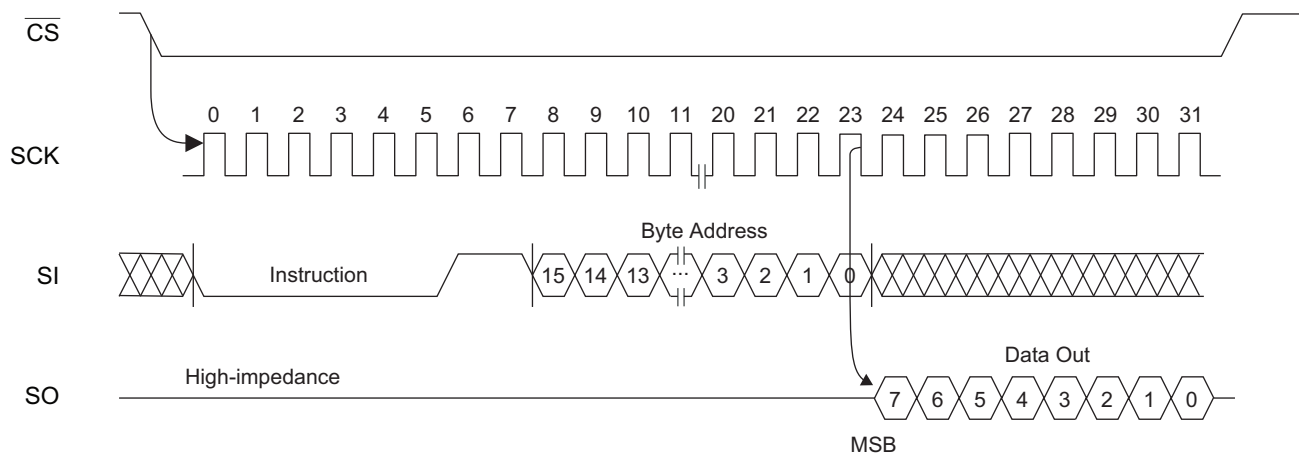 CS
0 1 2 3 4 5 6 7 8 9 10 11 20 21 22 23 24 25 26 27 28 29 30 31
SCK
Byte Address
SI Instruction 15 14 13 ... 3 2 1 0
Data Out
High-impedance
SO 7 6 5 4 3 2 1 0
MSB